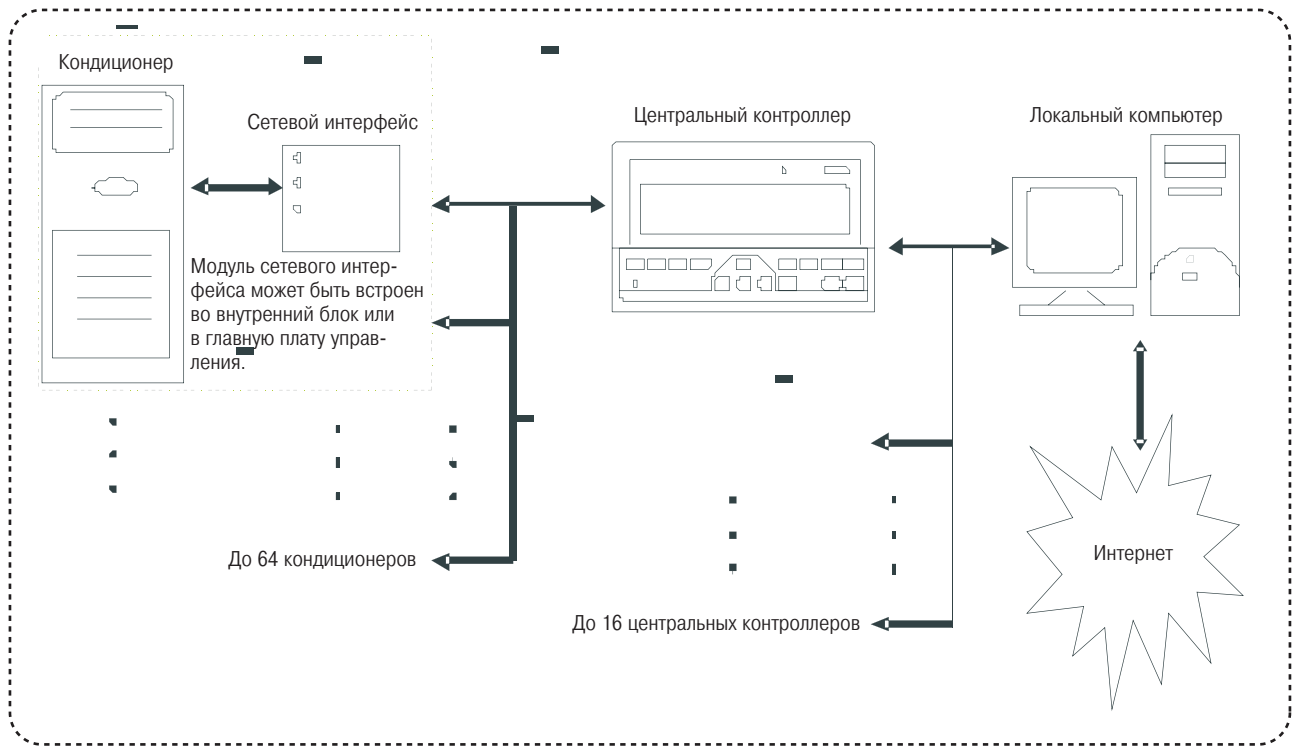 Кондиционер
Сетевой интерфейс
Модуль сетевого интер-
фейса может быть встроен
во внутренний блок или
в главную плату управ-
ления.
До 64 кондиционеров
Центральный контроллер
До 16 центральных контроллеров
Локальный компьютер
Интернет